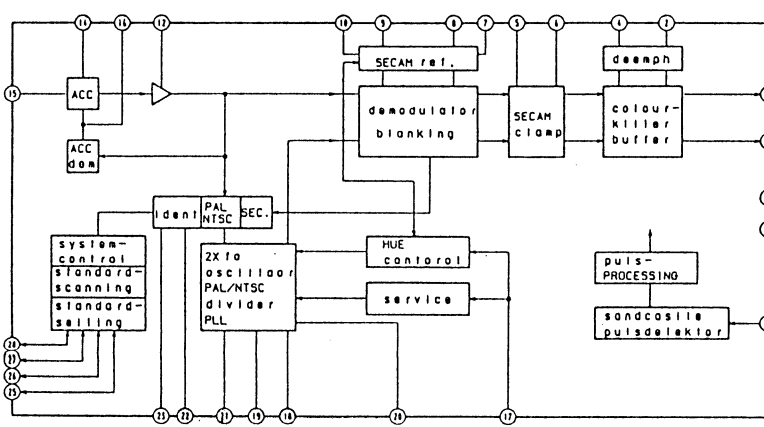 14 16 12 10 9 8 7 5 6 4 2
SECAM ref.
deemph
15
ACC
demodulator
blanking
SECAM
clamp
colour-
killer
buffer
ACC
dem
Ident
PAL
NTSC
SEC.
system-
control
standard-
scanning
standard-
setting
2Xfo
oscillaor
PAL/NTSC
divider
PLL
HUE
contorol
service
puls-
PROCESSING
sandcastle
pulsdelektor
28
27
26
25
23 22 21 19 18 20 17